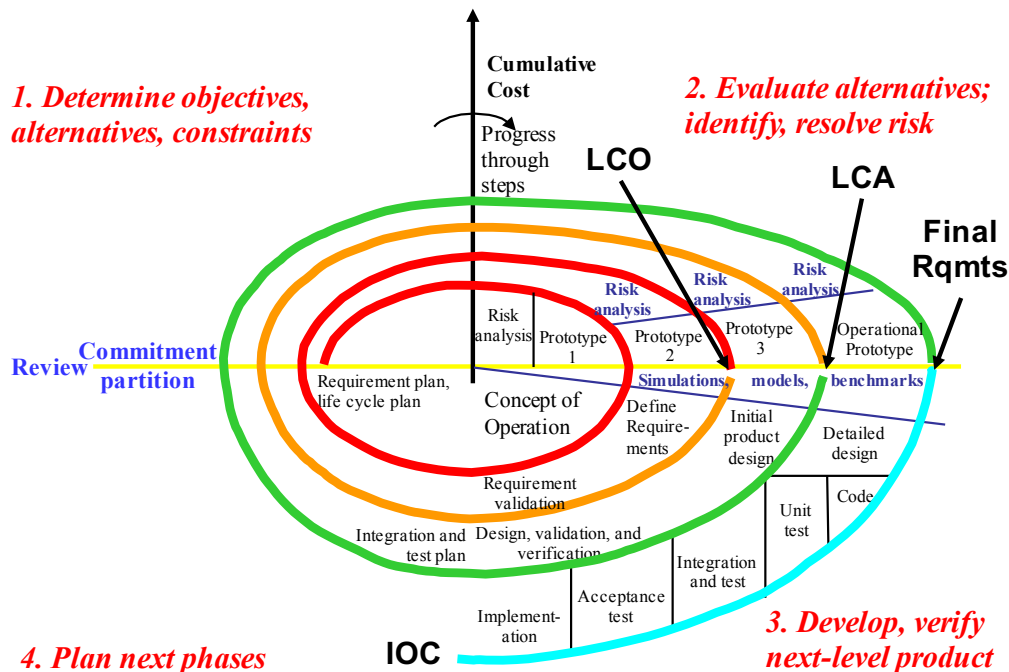 Cumulative
Cost
1. Determine objectives,
alternatives, constraints
2. Evaluate alternatives;
identify, resolve risk
Progress
through
steps
LCO
LCA
Final
Rqmts
Risk
analysis
Risk
analysis
Risk
analysis
Risk
analysis
Prototype
1
Prototype
2
Prototype
3
Operational
Prototype
Review
Commitment
partition
Requirement plan,
life cycle plan
Concept of
Operation
Simulations, models, benchmarks
Define
Require-
ments
Initial
product
design
Detailed
design
Requirement
validation
Code
Unit
test
Integration and
test plan
Design, validation, and
verification
Integration
and test
Acceptance
test
Implement-
ation
IOC
3. Develop, verify
next-level product
4. Plan next phases